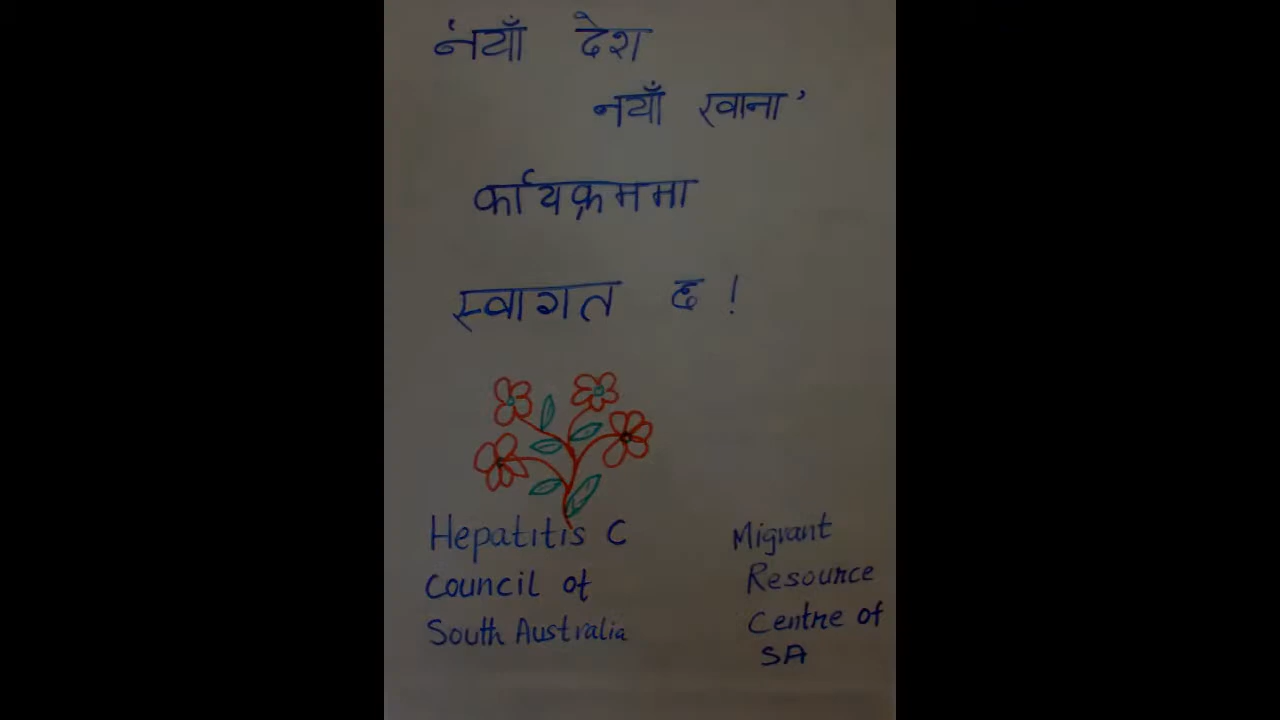 'नयाँ देश
नयाँ खाना'
कार्यक्रममा
स्वागत छ !
Hepatitis C
Council of
South Australia
Migrant
Resource
Centre of
SA